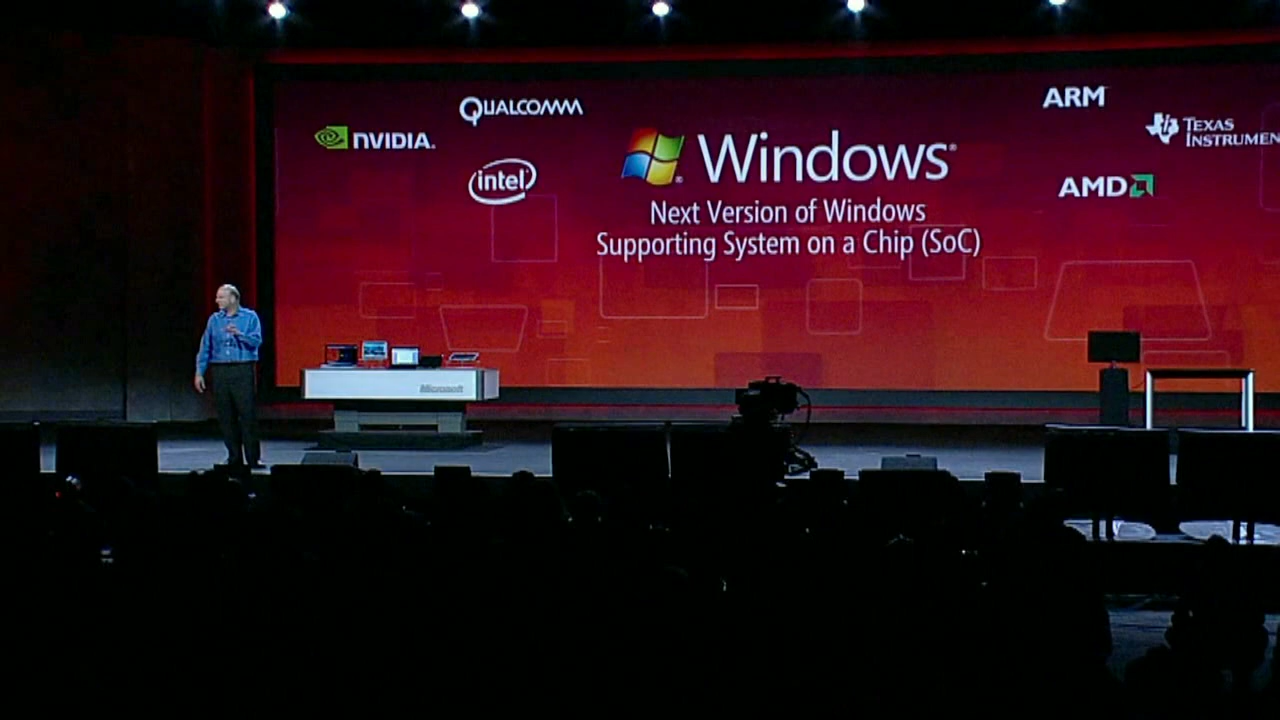 QUALCOMM
NVIDIA.
intel
Windows®
Next Version of Windows
Supporting System on a Chip (SoC)
ARM
TEXAS
INSTRUMEN
AMD
Microsoft